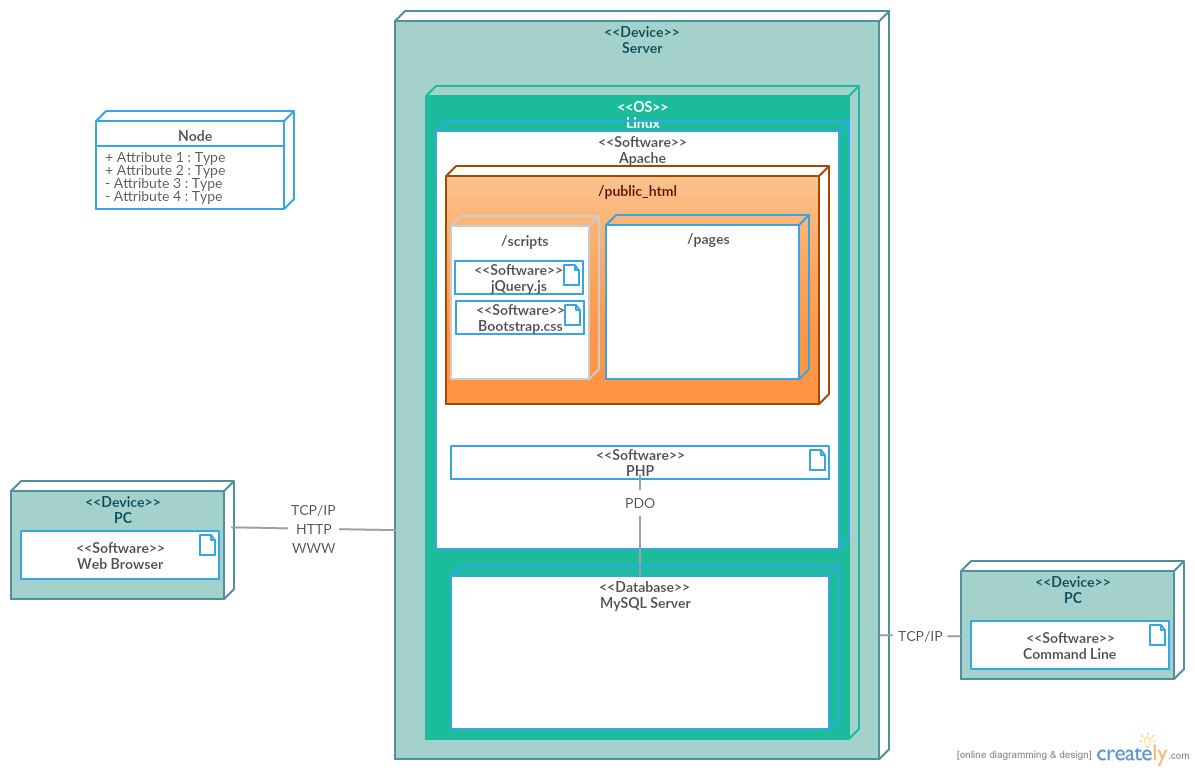 <<Device>>
Server
<<OS>>
Linux
<<Software>>
Apache
/public_html
/scripts
<<Software>>
jQuery.js
<<Software>>
Bootstrap.css
/pages
<<Software>>
PHP
PDO
<<Database>>
MySQL Server
Node
+ Attribute 1 : Type
+ Attribute 2 : Type
- Attribute 3 : Type
- Attribute 4 : Type
<<Device>>
PC
<<Software>>
Web Browser
TCP/IP
HTTP
WWW
TCP/IP
<<Device>>
PC
<<Software>>
Command Line
[online diagramming & design] creately.com